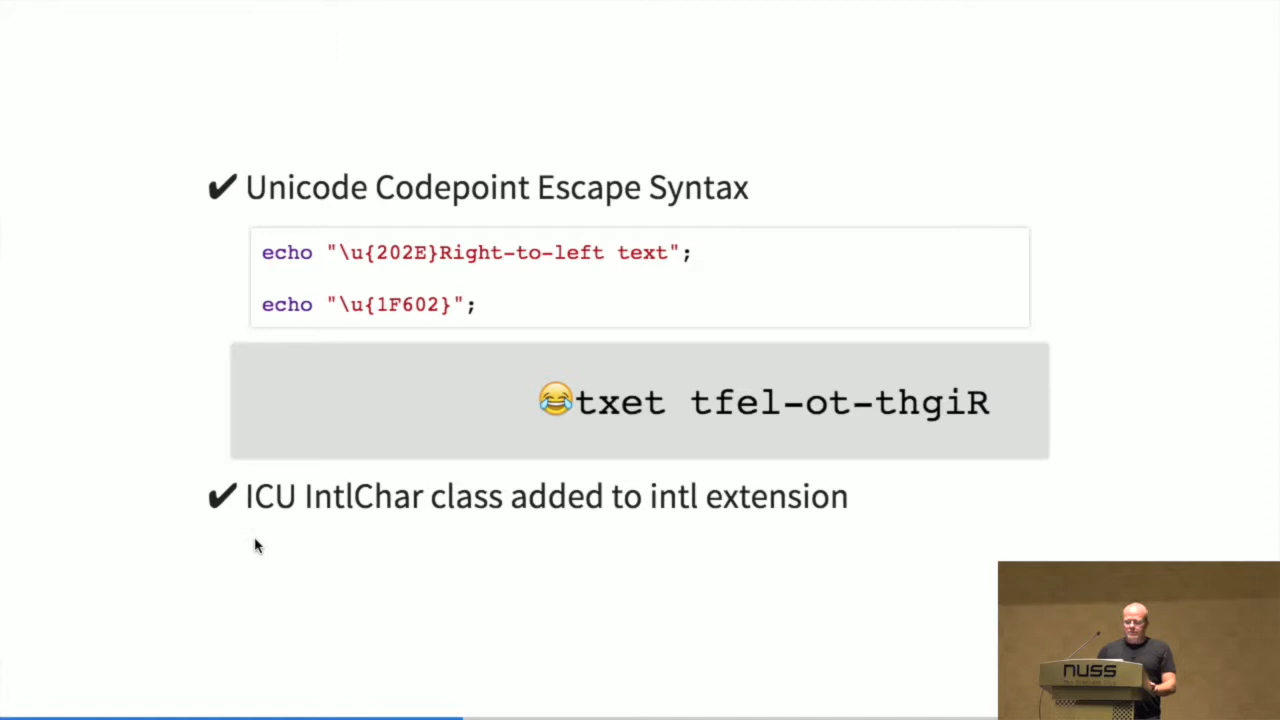 ✔ Unicode Codepoint Escape Syntax
echo "\u{202E}Right-to-left text";
echo "\u{1F602}";
😂txet tfel-ot-thgiR
✔ ICU IntlChar class added to intl extension
nuss